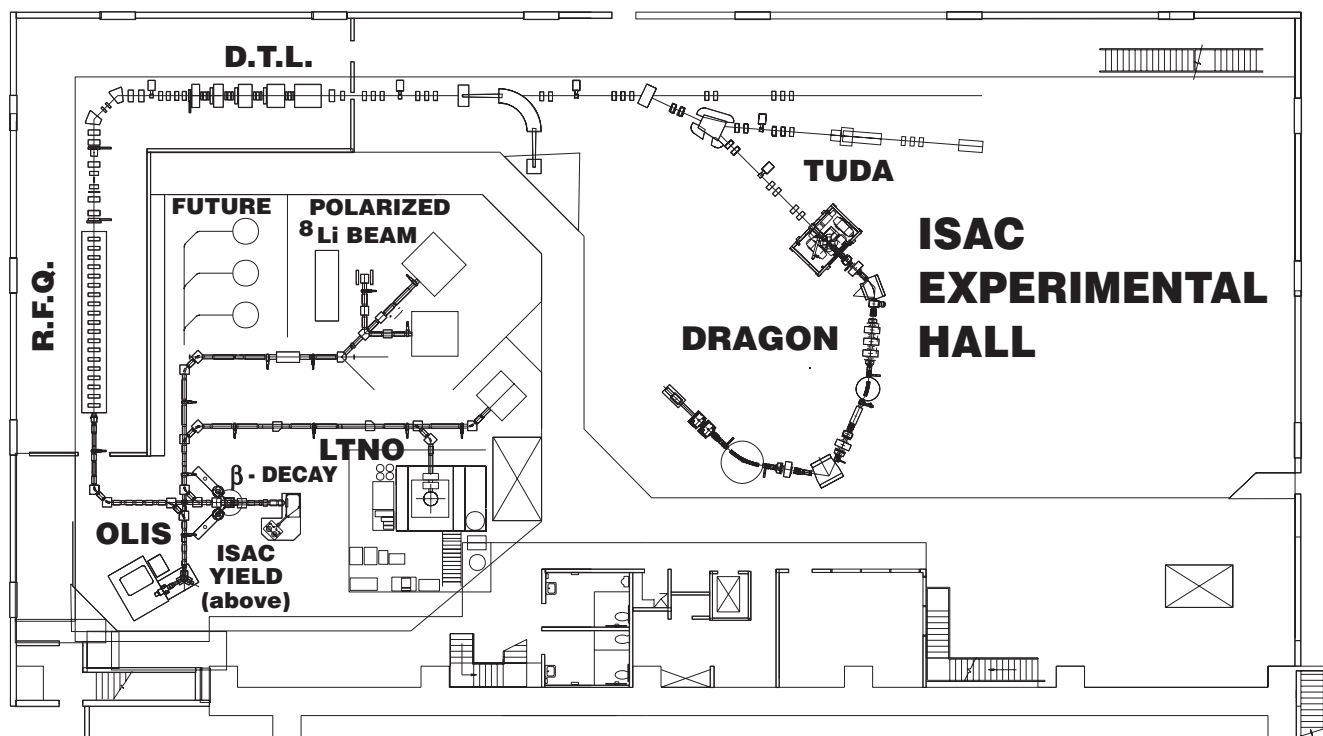 D.T.L.
TUDA
FUTURE
POLARIZED
⁸Li BEAM
R.F.Q.
ISAC
EXPERIMENTAL
HALL
DRAGON
LTNO
β - DECAY
OLIS
ISAC
YIELD
(above)